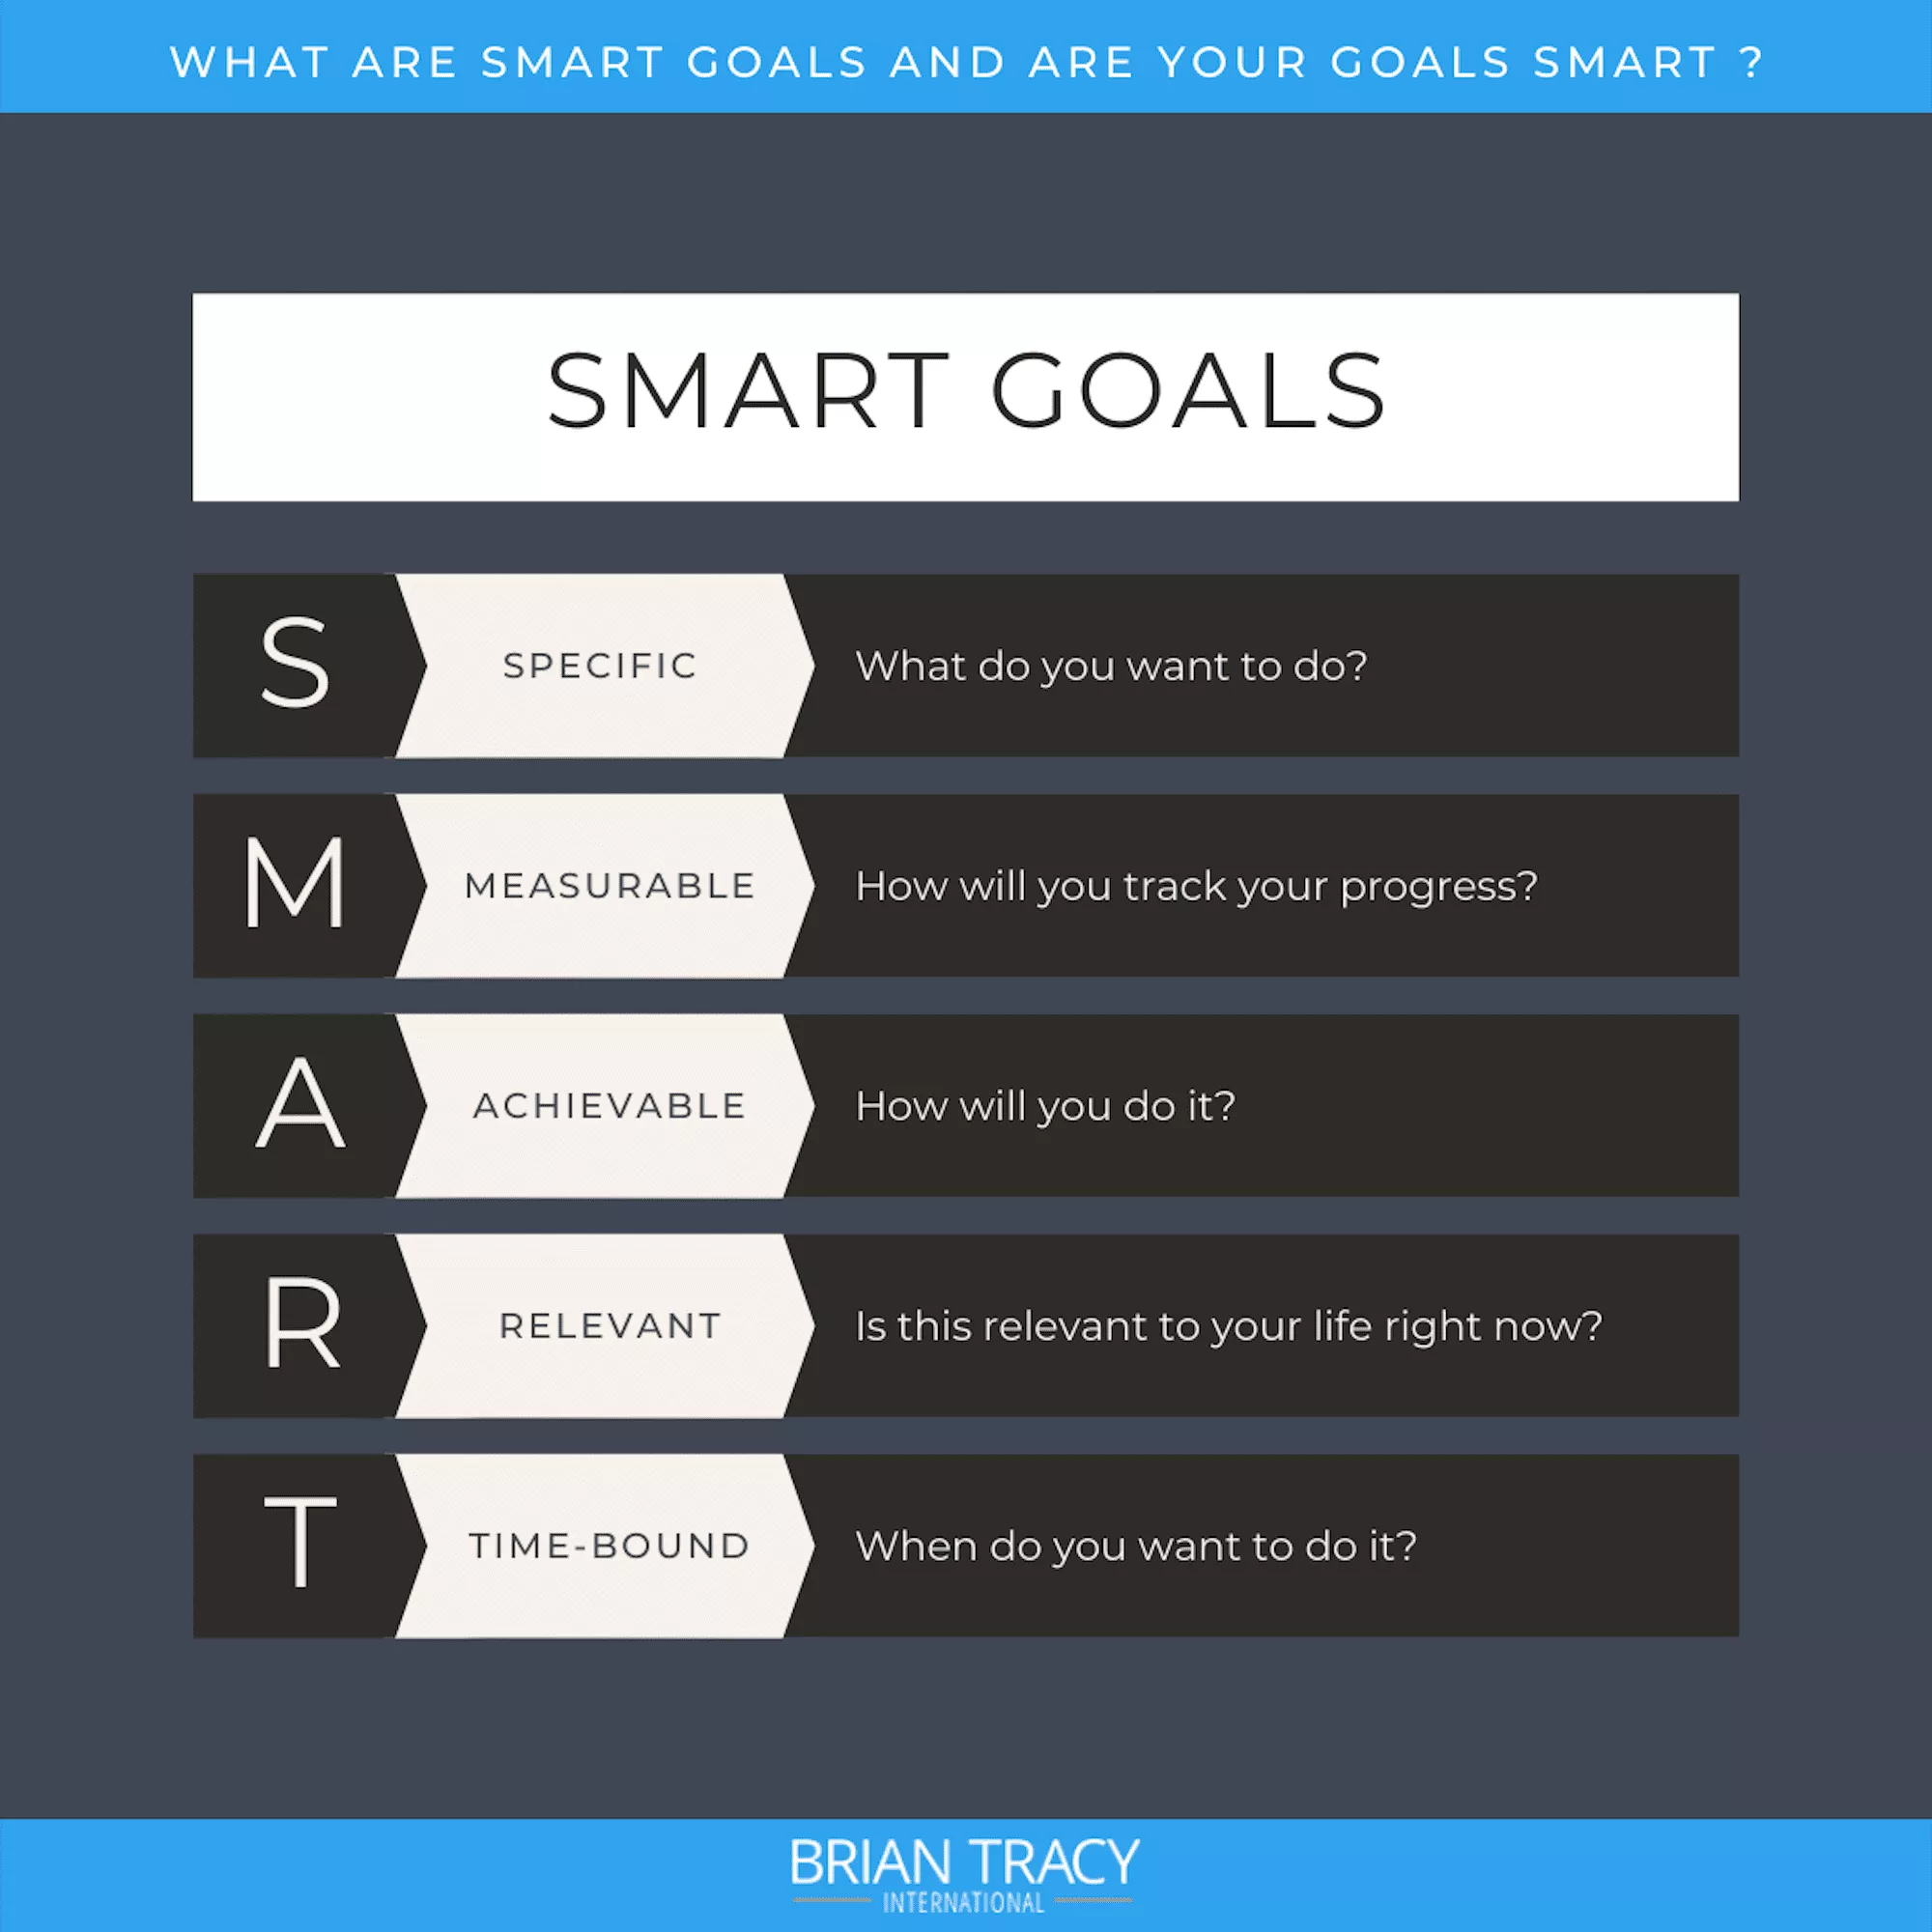 WHAT ARE SMART GOALS AND ARE YOUR GOALS SMART ?
SMART GOALS
S SPECIFIC What do you want to do?
M MEASURABLE How will you track your progress?
A ACHIEVABLE How will you do it?
R RELEVANT Is this relevant to your life right now?
T TIME-BOUND When do you want to do it?
BRIAN TRACY
INTERNATIONAL